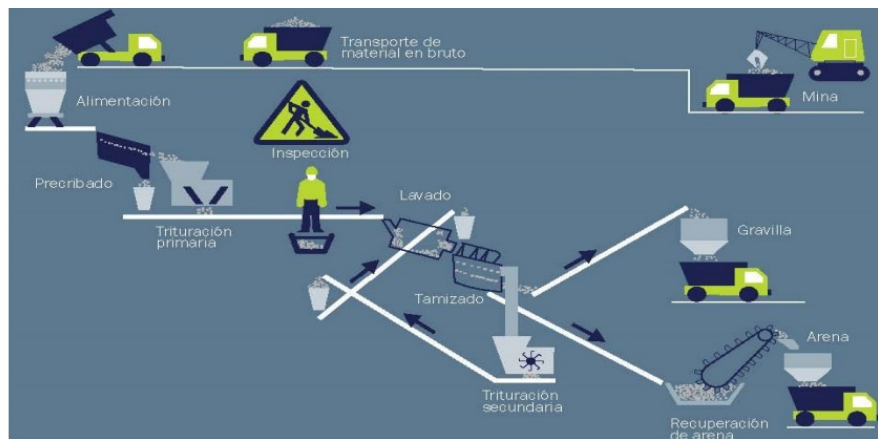 Transporte de
material en bruto
Mina
Alimentación
Inspección
Precribado
Lavado
Trituración
primaria
Gravilla
Tamizado
Arena
Trituración
secundaria
Recuperación
de arena